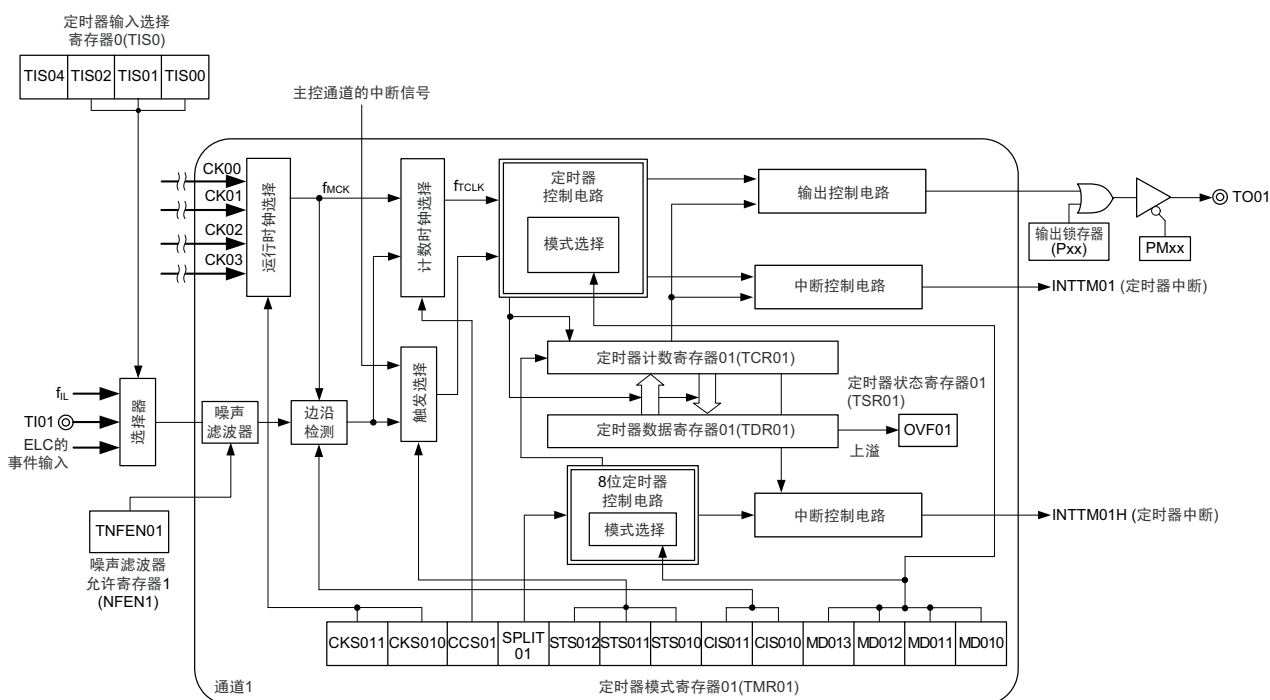 定时器输入选择
寄存器0(TIS0)
TIS04 TIS02 TIS01 TIS00
主控通道的中断信号
CK00
CK01
CK02
CK03
运行时钟选择
fMCK
计数时钟选择
fTCLK
定时器
控制电路
模式选择
输出控制电路
输出锁存器
(Pxx)
PMxx
TO01
中断控制电路
INTTM01 (定时器中断)
定时器计数寄存器01(TCR01)
定时器状态寄存器01
(TSR01)
定时器数据寄存器01(TDR01)
OVF01
上溢
fIL
TI01
ELC的
事件输入
选择器
噪声
滤波器
边沿
检测
触发选择
TNFEN01
噪声滤波器
允许寄存器1
(NFEN1)
8位定时器
控制电路
模式选择
中断控制电路
INTTM01H (定时器中断)
CKS011 CKS010 CCS01 SPLIT
01 STS012 STS011 STS010 CIS011 CIS010 MD013 MD012 MD011 MD010
通道1
定时器模式寄存器01(TMR01)